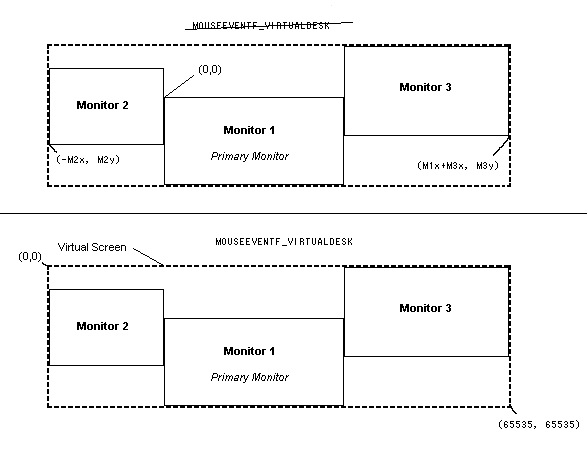 MOUSEEVENTF_VIRTUALDESK
(0,0)
Monitor 2
Monitor 3
Monitor 1
Primary Monitor
(-M2x, M2y)
(M1x+M3x, M3y)
MOUSEEVENTF_VIRTUALDESK
Virtual Screen
(0,0)
Monitor 2
Monitor 3
Monitor 1
Primary Monitor
(65535, 65535)